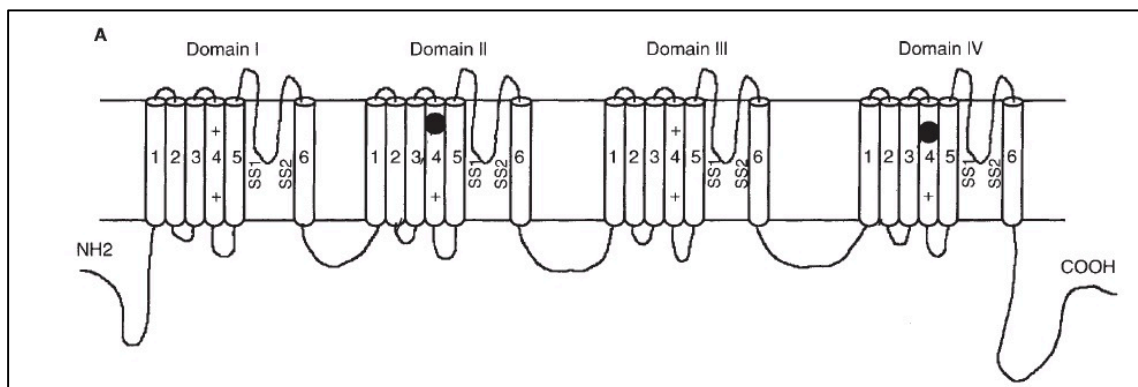 A
Domain I Domain II Domain III Domain IV
+ + +
1 2 3 4 5 SS1 SS2 6 1 2 3 4 5 SS1 SS2 6 1 2 3 4 5 SS1 SS2 6 1 2 3 4 5 SS1 SS2 6
+ + + +
NH2 COOH